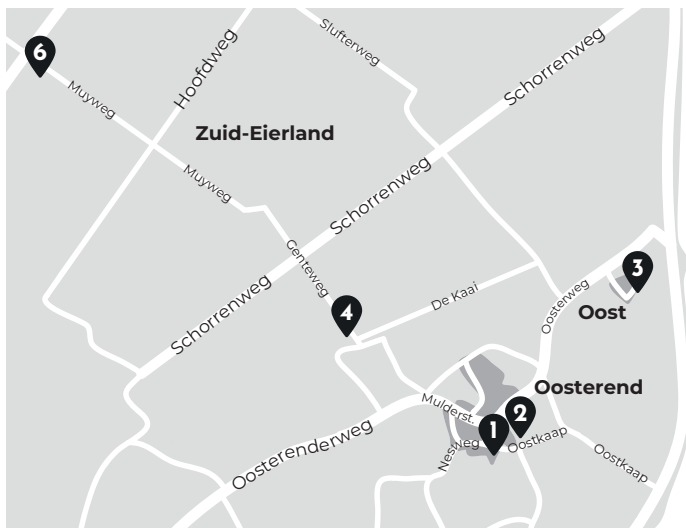 6
Muyweg
Hoofdweg
Slufterweg
Schorrenweg
Zuid-Eierland
Muyweg
Schorrenweg
Genteweg
Schorrenweg
4
De Kaai
3
Oosterweg
Oost
Oosterend
Mulderst.
2
1
Oosterenderweg
Nesweg
Oostkaap
Oostkaap